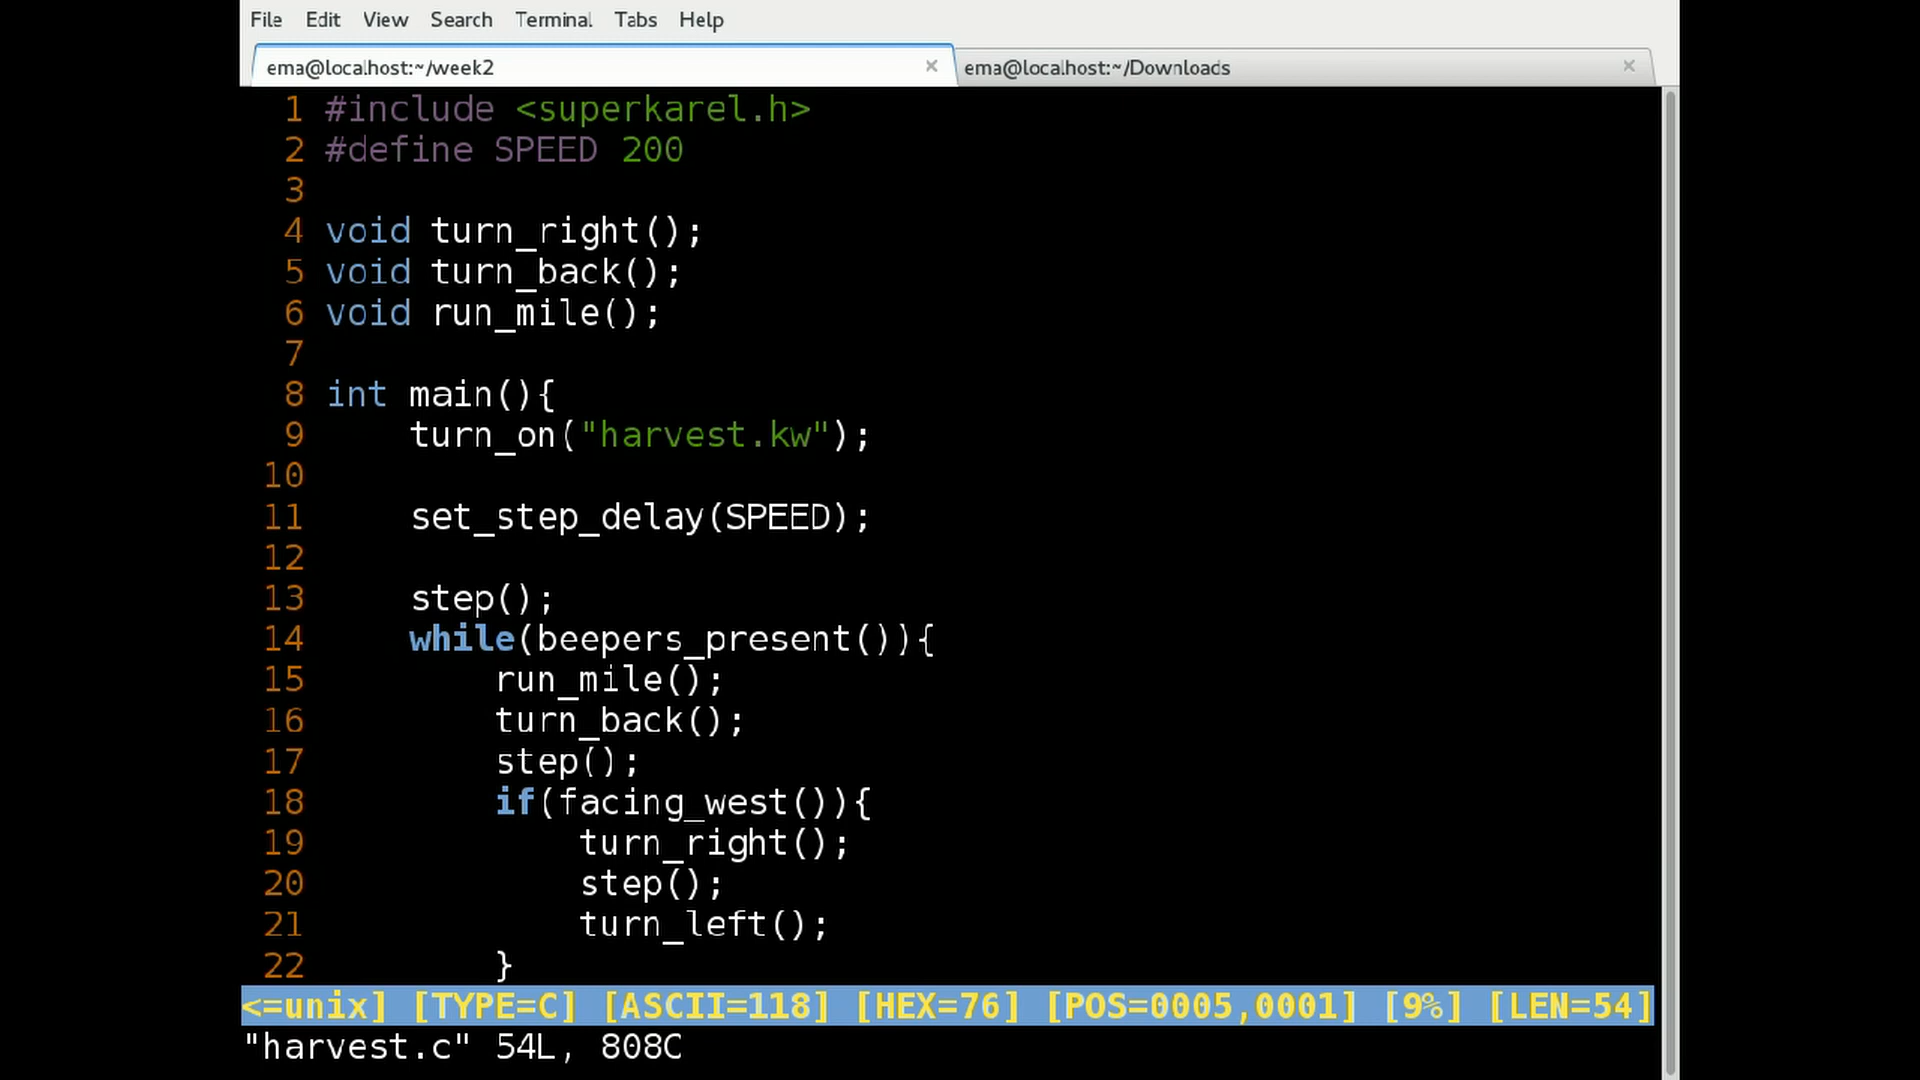 File Edit View Search Terminal Tabs Help
ema@localhost:~/week2 × ema@localhost:~/Downloads ×
1 #include <superkarel.h>
2 #define SPEED 200
3
4 void turn_right();
5 void turn_back();
6 void run_mile();
7
8 int main(){
9     turn_on("harvest.kw");
10
11     set_step_delay(SPEED);
12
13     step();
14     while(beepers_present()){
15         run_mile();
16         turn_back();
17         step();
18         if(facing_west()){
19             turn_right();
20             step();
21             turn_left();
22         }
<=unix] [TYPE=C] [ASCII=118] [HEX=76] [POS=0005,0001] [9%] [LEN=54]
"harvest.c" 54L, 808C